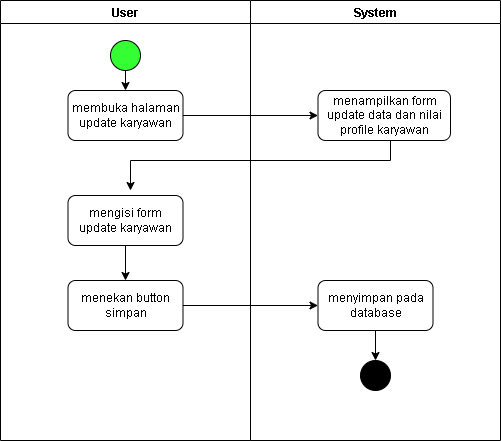 User
System
membuka halaman
update karyawan
menampilkan form
update data dan nilai
profile karyawan
mengisi form
update karyawan
menekan button
simpan
menyimpan pada
database